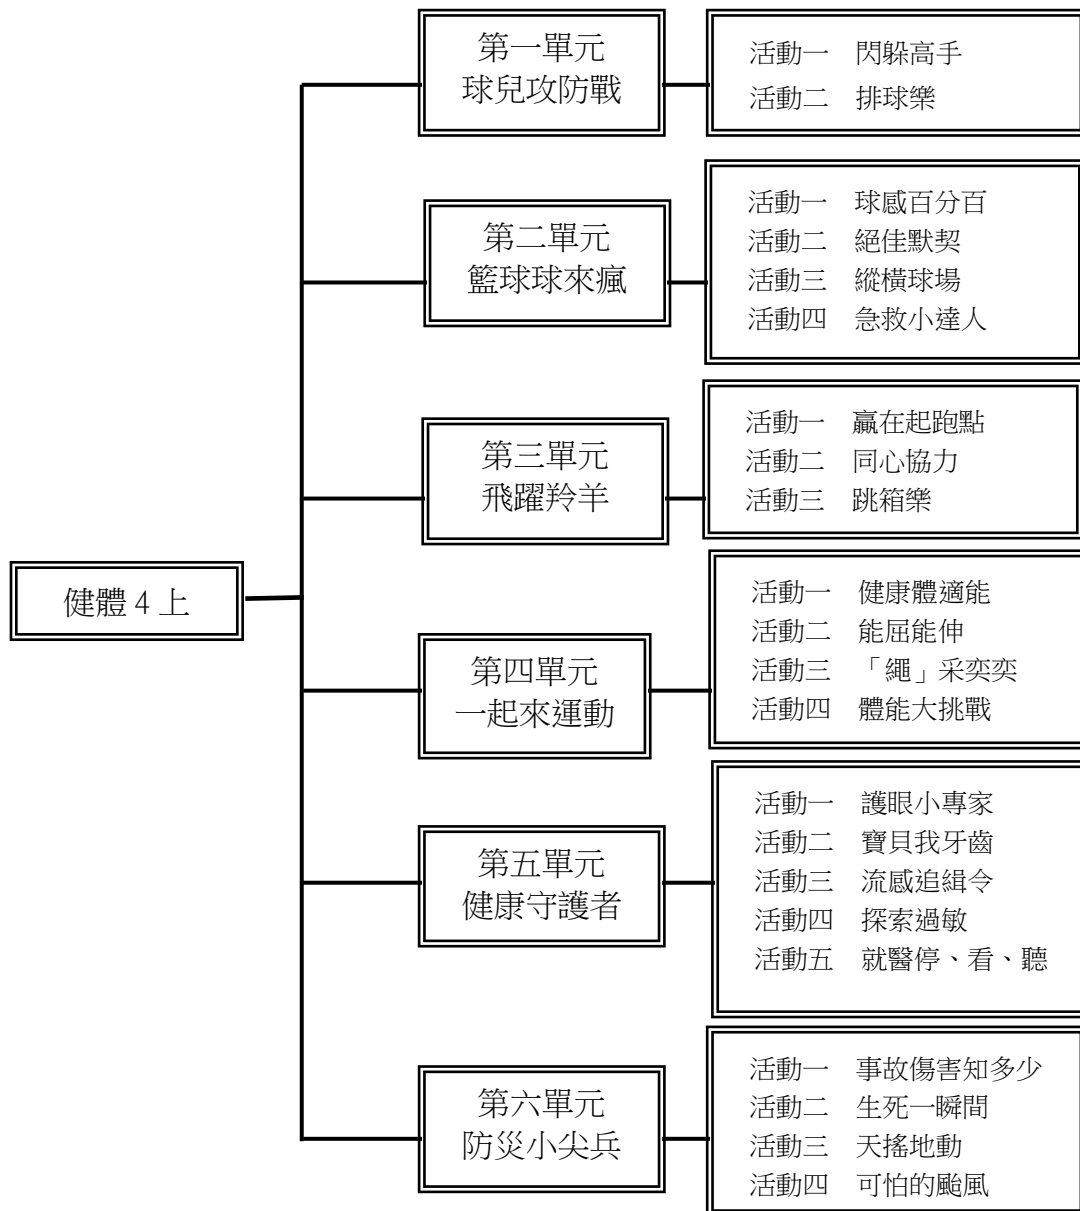 健體4上
第一單元
球兒攻防戰
活動一 閃躲高手
活動二 排球樂
第二單元
籃球球來瘋
活動一 球感百分百
活動二 絕佳默契
活動三 縱橫球場
活動四 急救小達人
第三單元
飛躍羚羊
活動一 贏在起跑點
活動二 同心協力
活動三 跳箱樂
第四單元
一起來運動
活動一 健康體適能
活動二 能屈能伸
活動三 「繩」采奕奕
活動四 體能大挑戰
第五單元
健康守護者
活動一 護眼小專家
活動二 寶貝我牙齒
活動三 流感追緝令
活動四 探索過敏
活動五 就醫停、看、聽
第六單元
防災小尖兵
活動一 事故傷害知多少
活動二 生死一瞬間
活動三 天搖地動
活動四 可怕的颱風